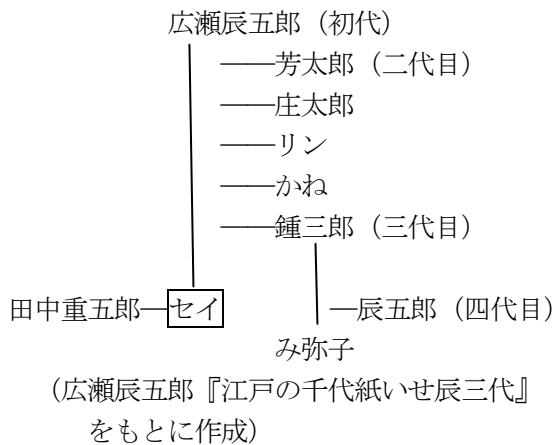 広瀬辰五郎（初代）
──芳太郎（二代目）
──庄太郎
──リン
──かね
──鍾三郎（三代目）
田中重五郎─セイ ─辰五郎（四代目）
み弥子
（広瀬辰五郎『江戸の千代紙いせ辰三代』
をもとに作成）